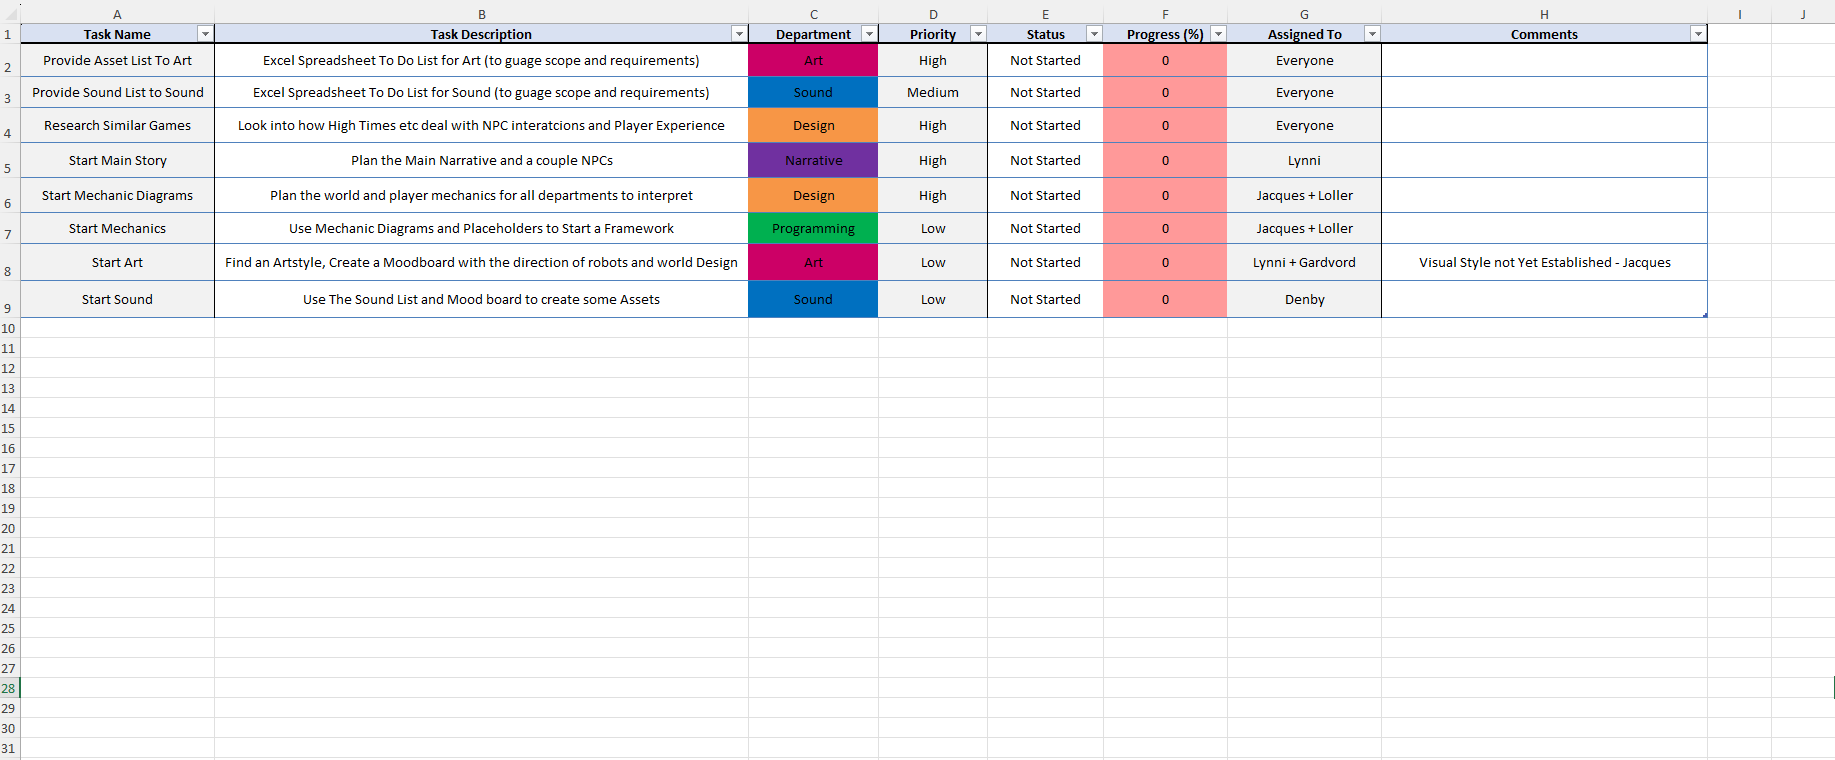 A B C D E F G H I J
1 Task Name Task Description Department Priority Status Progress (%) Assigned To Comments
2 Provide Asset List To Art Excel Spreadsheet To Do List for Art (to guage scope and requirements) Art High Not Started 0 Everyone
3 Provide Sound List to Sound Excel Spreadsheet To Do List for Sound (to guage scope and requirements) Sound Medium Not Started 0 Everyone
4 Research Similar Games Look into how High Times etc deal with NPC interatcions and Player Experience Design High Not Started 0 Everyone
5 Start Main Story Plan the Main Narrative and a couple NPCs Narrative High Not Started 0 Lynni
6 Start Mechanic Diagrams Plan the world and player mechanics for all departments to interpret Design High Not Started 0 Jacques + Loller
7 Start Mechanics Use Mechanic Diagrams and Placeholders to Start a Framework Programming Low Not Started 0 Jacques + Loller
8 Start Art Find an Artstyle, Create a Moodboard with the direction of robots and world Design Art Low Not Started 0 Lynni + Gardvord Visual Style not Yet Established - Jacques
9 Start Sound Use The Sound List and Mood board to create some Assets Sound Low Not Started 0 Denby
10
11
12
13
14
15
16
17
18
19
20
21
22
23
24
25
26
27
28
29
30
31